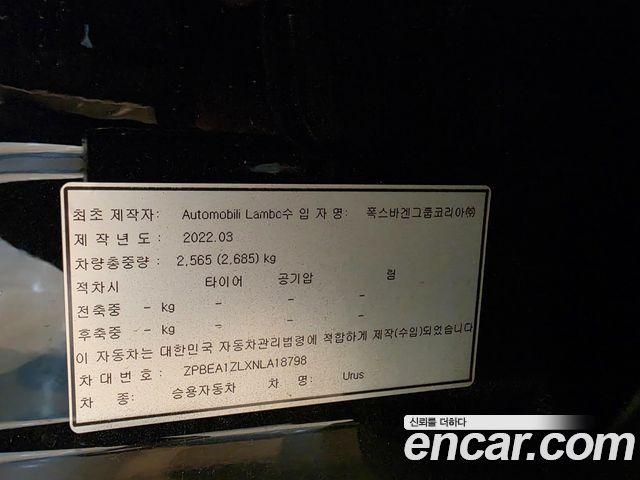 최초 제작자: Automobili Lambo수 입 자 명: 폭스바겐그룹코리아㈜
제 작 년 도 : 2022.03
차량총중량 : 2,565 (2,685) kg
적차시 타이어 공기압 림
전축중 - kg - - -
후축중 - kg - - -
이 자동차는 대한민국 자동차관리법령에 적합하게 제작(수입)되었습니다
차 대 번 호 : ZPBEA1ZLXNLA18798
차 종: 승용자동차 차 명: Urus
신뢰를 더하다
encar.com